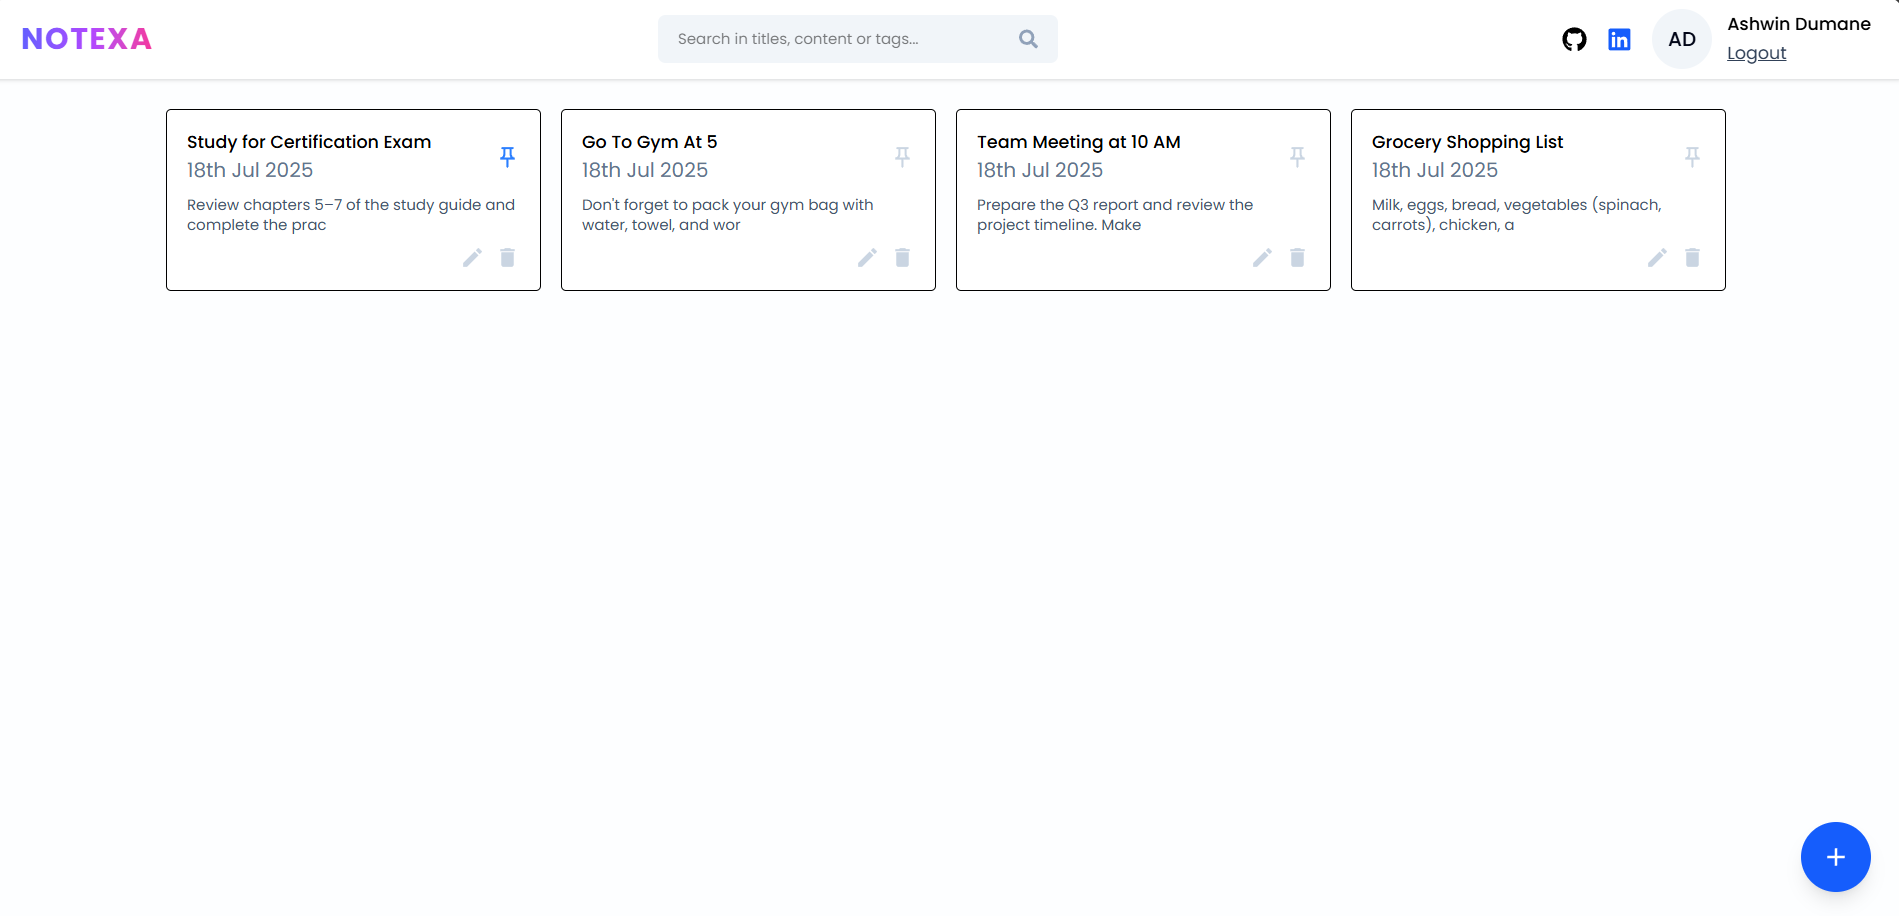 NOTEXA
Search in titles, content or tags...
AD
Ashwin Dumane
Logout
Study for Certification Exam
18th Jul 2025
Review chapters 5–7 of the study guide and
complete the prac
Go To Gym At 5
18th Jul 2025
Don't forget to pack your gym bag with
water, towel, and wor
Team Meeting at 10 AM
18th Jul 2025
Prepare the Q3 report and review the
project timeline. Make
Grocery Shopping List
18th Jul 2025
Milk, eggs, bread, vegetables (spinach,
carrots), chicken, a